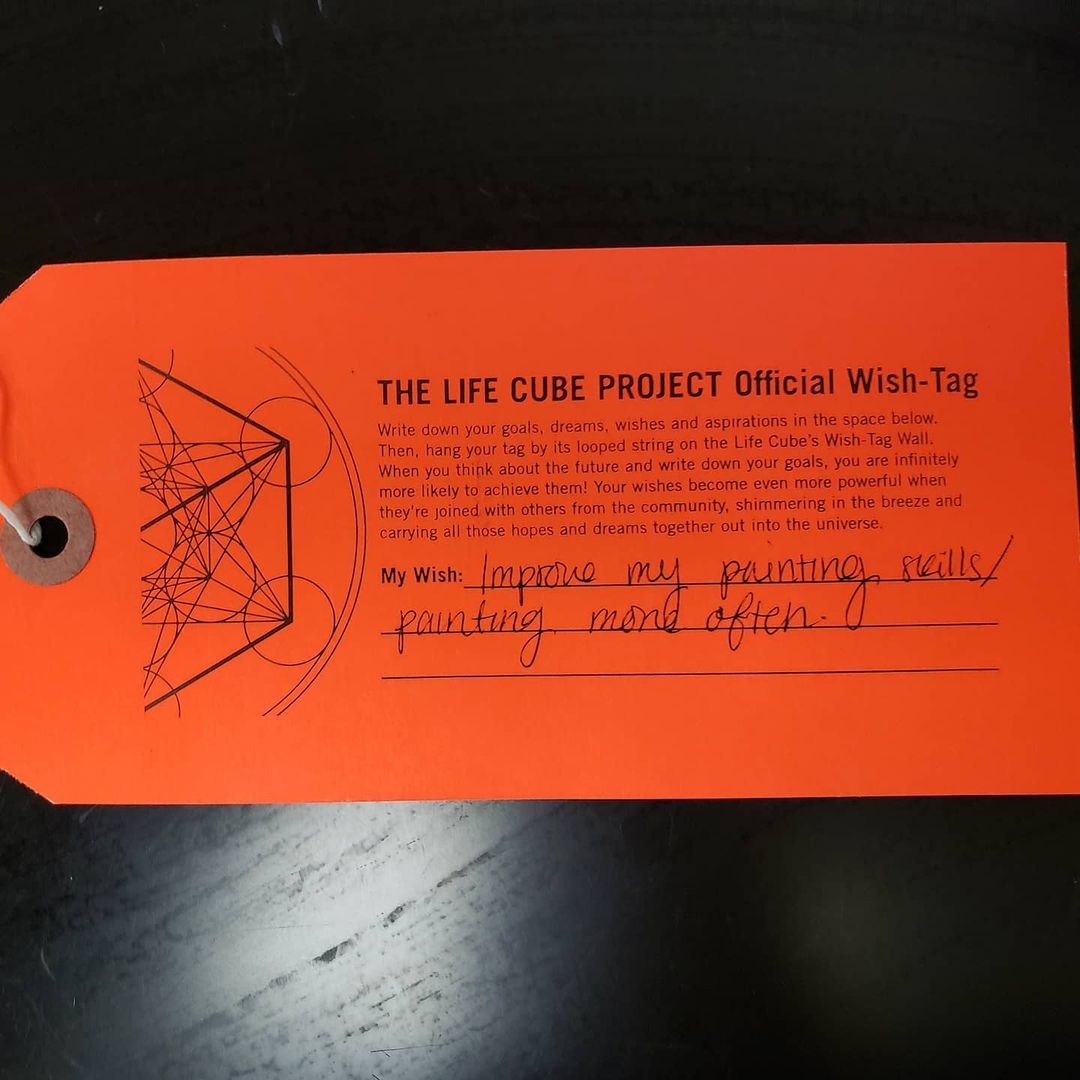 THE LIFE CUBE PROJECT Official Wish-Tag
Write down your goals, dreams, wishes and aspirations in the space below.
Then, hang your tag by its looped string on the Life Cube's Wish-Tag Wall.
When you think about the future and write down your goals, you are infinitely
more likely to achieve them! Your wishes become even more powerful when
they're joined with others from the community, shimmering in the breeze and
carrying all those hopes and dreams together out into the universe.
My Wish: Improve my painting skills/
painting more often.